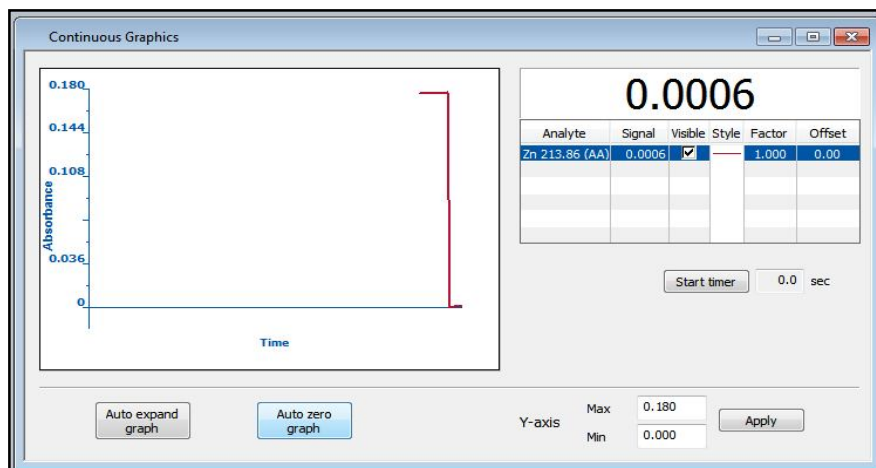 Continuous Graphics
0.180
0.144
0.108
0.036
0
Absorbance
Time
0.0006
Analyte Signal Visible Style Factor Offset
Zn 213.86 (AA) 0.0006 1.000 0.00
Start timer 0.0 sec
Auto expand
graph
Auto zero
graph
Y-axis
Max 0.180
Min 0.000
Apply